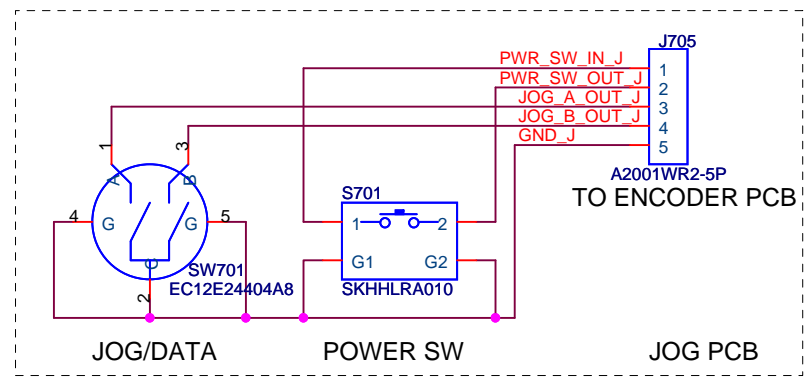 J705
PWR_SW_IN_J
1
PWR_SW_OUT_J
2
JOG_A_OUT_J
3
JOG_B_OUT_J
4
GND_J
5
A2001WR2-5P
TO ENCODER PCB
1
3
A
B
4
G
G
5
C
2
SW701
EC12E24404A8
S701
1
2
G1
G2
SKHHLRA010
JOG/DATA
POWER SW
JOG PCB